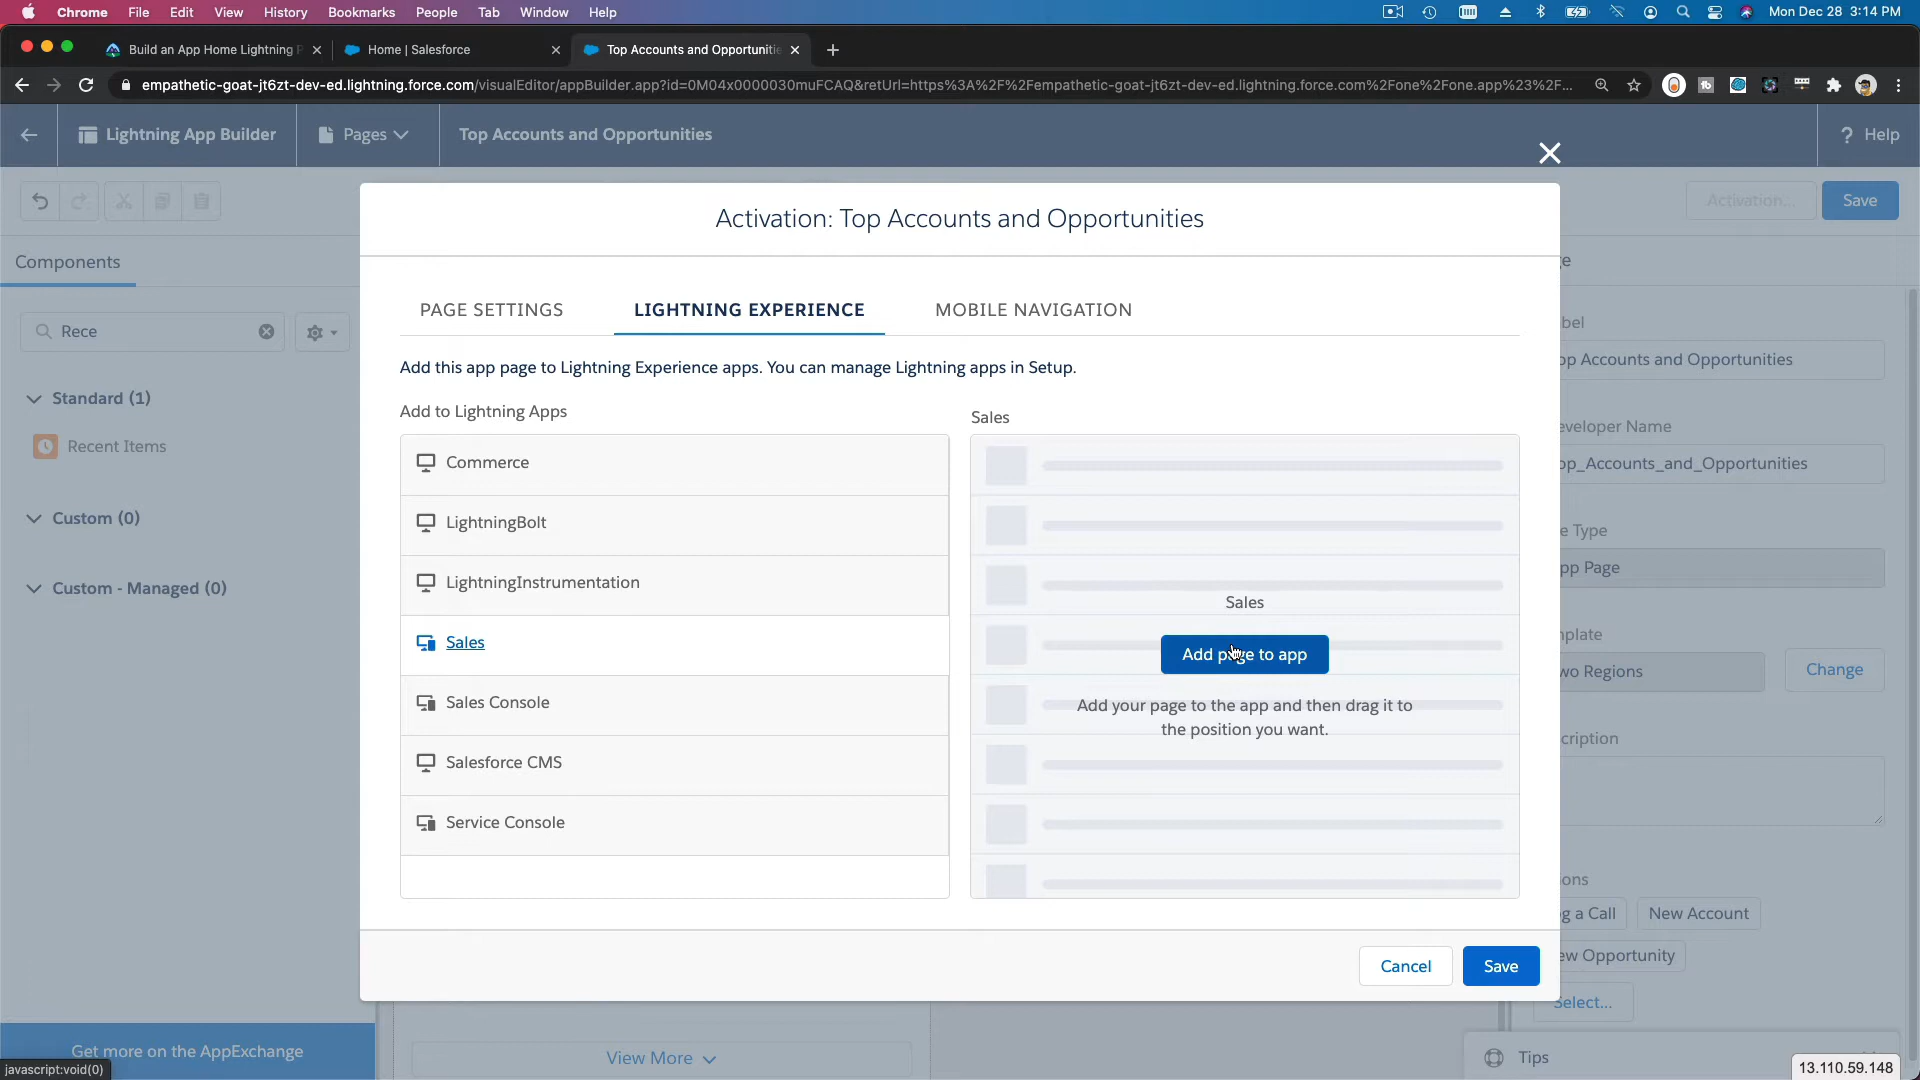 Chrome File Edit View History Bookmarks People Tab Window Help Mon Dec 28 3:14 PM
Build an App Home Lightning P Home | Salesforce Top Accounts and Opportunitie
empathetic-goat-jt6zt-dev-ed.lightning.force.com/visualEditor/appBuilder.app?id=0M04x0000030muFCAQ&retUrl=https%3A%2F%2Fempathetic-goat-jt6zt-dev-ed.lightning.force.com%2Fone%2Fone.app%23%2F...
Lightning App Builder Pages Top Accounts and Opportunities ? Help
Activation... Save
Activation: Top Accounts and Opportunities
Components
PAGE SETTINGS LIGHTNING EXPERIENCE MOBILE NAVIGATION
Rece
Add this app page to Lightning Experience apps. You can manage Lightning apps in Setup.
Standard (1)
Recent Items
Custom (0)
Custom - Managed (0)
Get more on the AppExchange
javascript:void(0)
Add to Lightning Apps
Commerce
LightningBolt
LightningInstrumentation
Sales
Sales Console
Salesforce CMS
Service Console
Sales
Sales
Add page to app
Add your page to the app and then drag it to
the position you want.
Cancel Save
View More
e
bel
op Accounts and Opportunities
eveloper Name
op_Accounts_and_Opportunities
e Type
pp Page
nplate
wo Regions Change
cription
ons
g a Call New Account
ew Opportunity
Select...
Tips
13.110.59.148